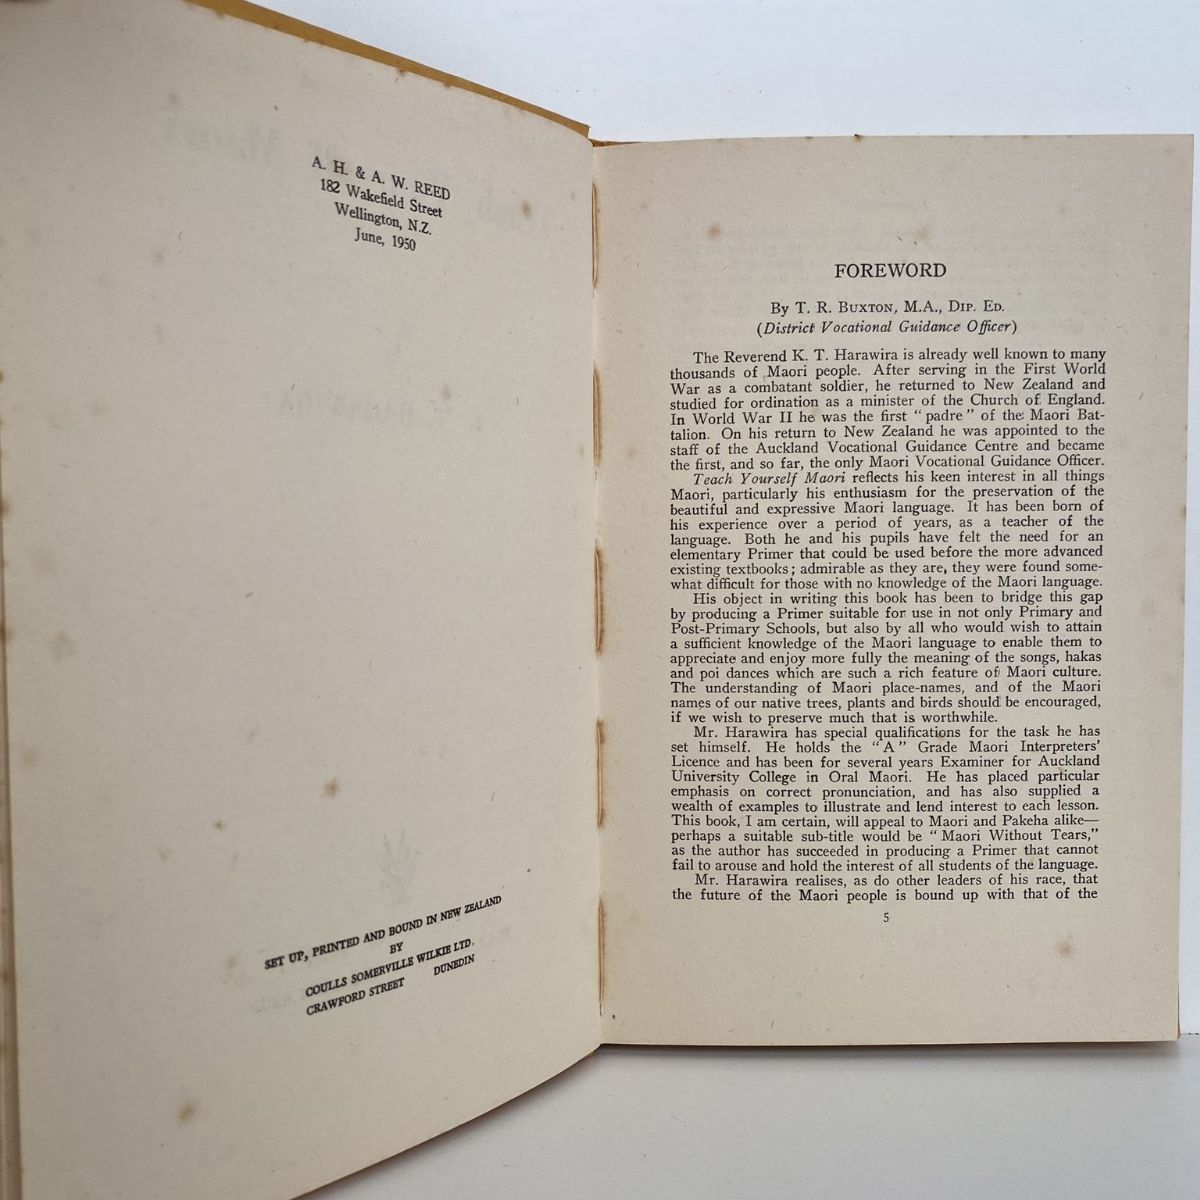 A. H. & A. W. REED
182 Wakefield Street
Wellington, N.Z.
June, 1950
SET UP, PRINTED AND BOUND IN NEW ZEALAND
BY
COULLS SOMERVILLE WILKIE LTD.
CRAWFORD STREET DUNEDIN
FOREWORD
By T. R. BUXTON, M.A., DIP. ED.
(District Vocational Guidance Officer)
The Reverend K. T. Harawira is already well known to many
thousands of Maori people. After serving in the First World
War as a combatant soldier, he returned to New Zealand and
studied for ordination as a minister of the Church of England.
In World War II he was the first "padre" of the Maori Bat-
talion. On his return to New Zealand he was appointed to the
staff of the Auckland Vocational Guidance Centre and became
the first, and so far, the only Maori Vocational Guidance Officer.
Teach Yourself Maori reflects his keen interest in all things
Maori, particularly his enthusiasm for the preservation of the
beautiful and expressive Maori language. It has been born of
his experience over a period of years, as a teacher of the
language. Both he and his pupils have felt the need for an
elementary Primer that could be used before the more advanced
existing textbooks; admirable as they are, they were found some-
what difficult for those with no knowledge of the Maori language.
His object in writing this book has been to bridge this gap
by producing a Primer suitable for use in not only Primary and
Post-Primary Schools, but also by all who would wish to attain
a sufficient knowledge of the Maori language to enable them to
appreciate and enjoy more fully the meaning of the songs, hakas
and poi dances which are such a rich feature of Maori culture.
The understanding of Maori place-names, and of the Maori
names of our native trees, plants and birds should be encouraged,
if we wish to preserve much that is worthwhile.
Mr. Harawira has special qualifications for the task he has
set himself. He holds the "A" Grade Maori Interpreters'
Licence and has been for several years Examiner for Auckland
University College in Oral Maori. He has placed particular
emphasis on correct pronunciation, and has also supplied a
wealth of examples to illustrate and lend interest to each lesson.
This book, I am certain, will appeal to Maori and Pakeha alike—
perhaps a suitable sub-title would be "Maori Without Tears,"
as the author has succeeded in producing a Primer that cannot
fail to arouse and hold the interest of all students of the language.
Mr. Harawira realises, as do other leaders of his race, that
the future of the Maori people is bound up with that of the
5